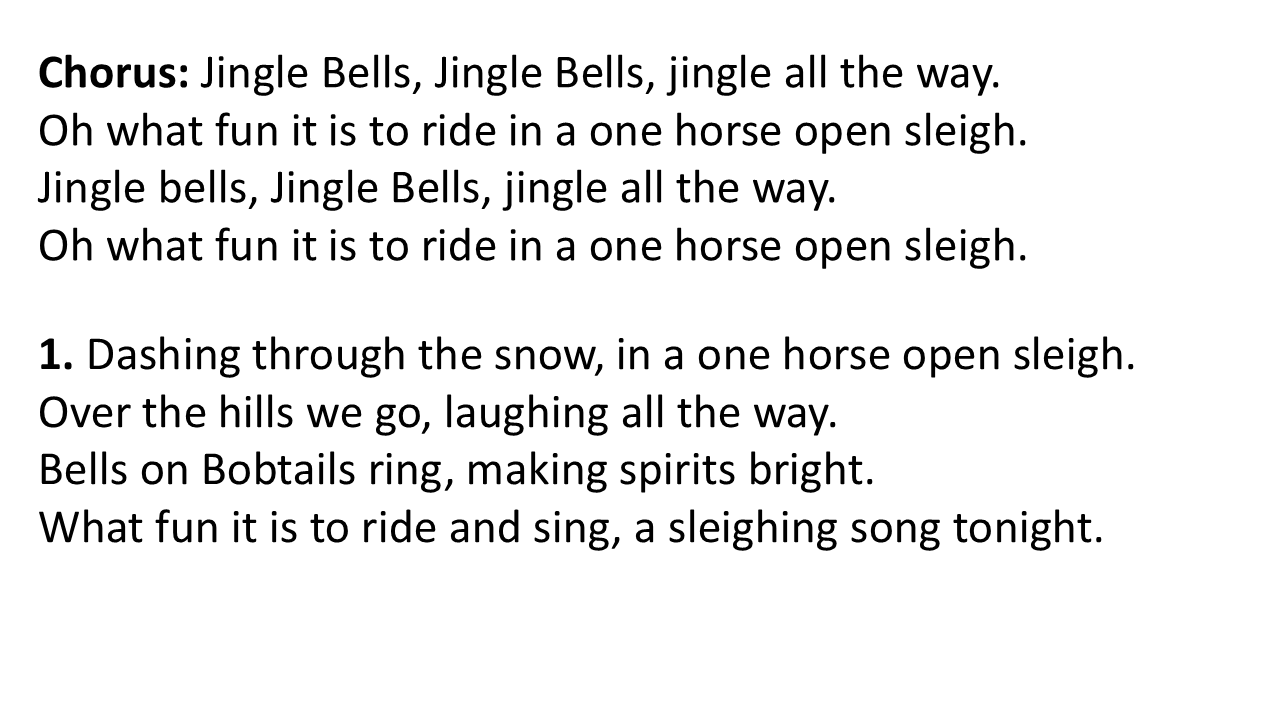 Chorus: Jingle Bells, Jingle Bells, jingle all the way.
Oh what fun it is to ride in a one horse open sleigh.
Jingle bells, Jingle Bells, jingle all the way.
Oh what fun it is to ride in a one horse open sleigh.
1. Dashing through the snow, in a one horse open sleigh.
Over the hills we go, laughing all the way.
Bells on Bobtails ring, making spirits bright.
What fun it is to ride and sing, a sleighing song tonight.